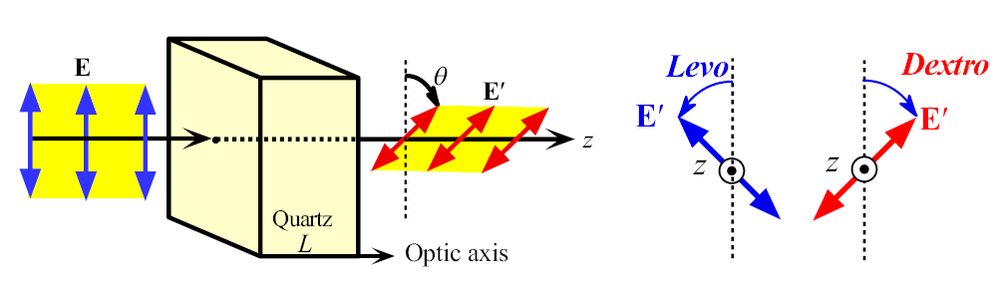 E
θ
E′
z
Quartz
L
Optic axis
Levo
E′
z
Dextro
E′
z